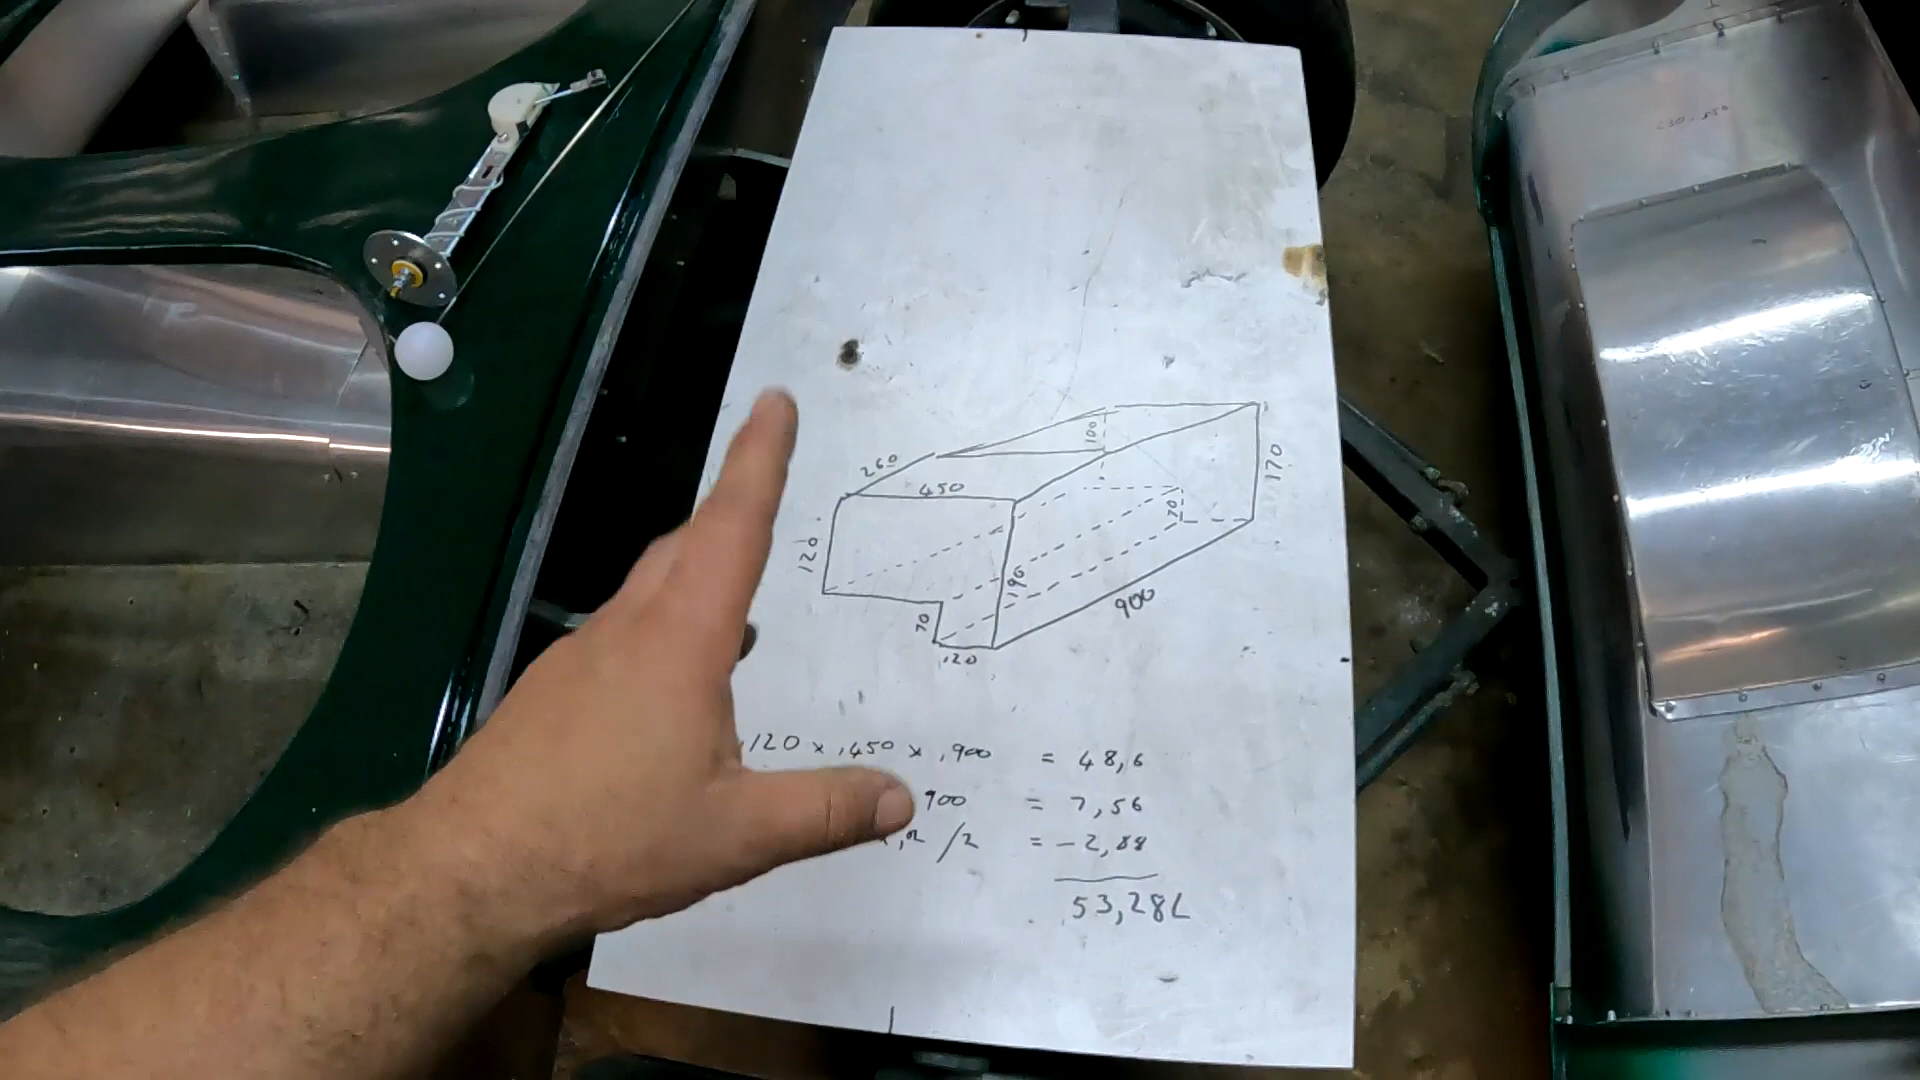 100
260
450
170
120
70
190
900
70
120
,120 x ,450 x ,900 = 48,6
900 = 7,56
x,2 /2 = -2,88
53,28L